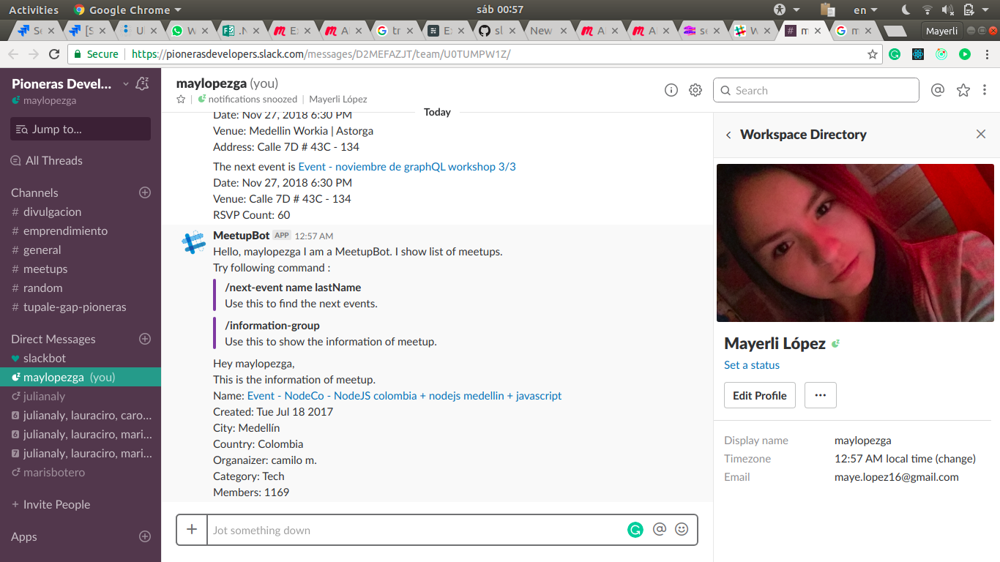 Activities Google Chrome sáb 00:57 en
Se [S Ul W .N E A tr E sl New A A se W m m Mayerli
Secure https://pionerasdevelopers.slack.com/messages/D2MEFAZJT/team/U0TUMPW1Z/
Pioneras Devel...
maylopezga
Jump to...
All Threads
Channels
# divulgacion
# emprendimiento
# general
# meetups
# random
# tupale-gap-pioneras
Direct Messages
slackbot
maylopezga (you)
julianaly
6 julianaly, lauraciro, caro...
6 julianaly, lauraciro, mari...
7 julianaly, lauraciro, mari...
marisbotero
+ Invite People
Apps
maylopezga (you)
notifications snoozed | Mayerli López
Search
Today
Date: Nov 27, 2018 6:30 PM
Venue: Medellin Workia | Astorga
Address: Calle 7D # 43C - 134
The next event is Event - noviembre de graphQL workshop 3/3
Date: Nov 27, 2018 6:30 PM
Venue: Calle 7D # 43C - 134
RSVP Count: 60
MeetupBot APP 12:57 AM
Hello, maylopezga I am a MeetupBot. I show list of meetups.
Try following command :
/next-event name lastName
Use this to find the next events.
/information-group
Use this to show the information of meetup.
Hey maylopezga,
This is the information of meetup.
Name: Event - NodeCo - NodeJS colombia + nodejs medellin + javascript
Created: Tue Jul 18 2017
City: Medellín
Country: Colombia
Organaizer: camilo m.
Category: Tech
Members: 1169
Jot something down
Workspace Directory
Mayerli López
Set a status
Edit Profile
Display name maylopezga
Timezone 12:57 AM local time (change)
Email maye.lopez16@gmail.com